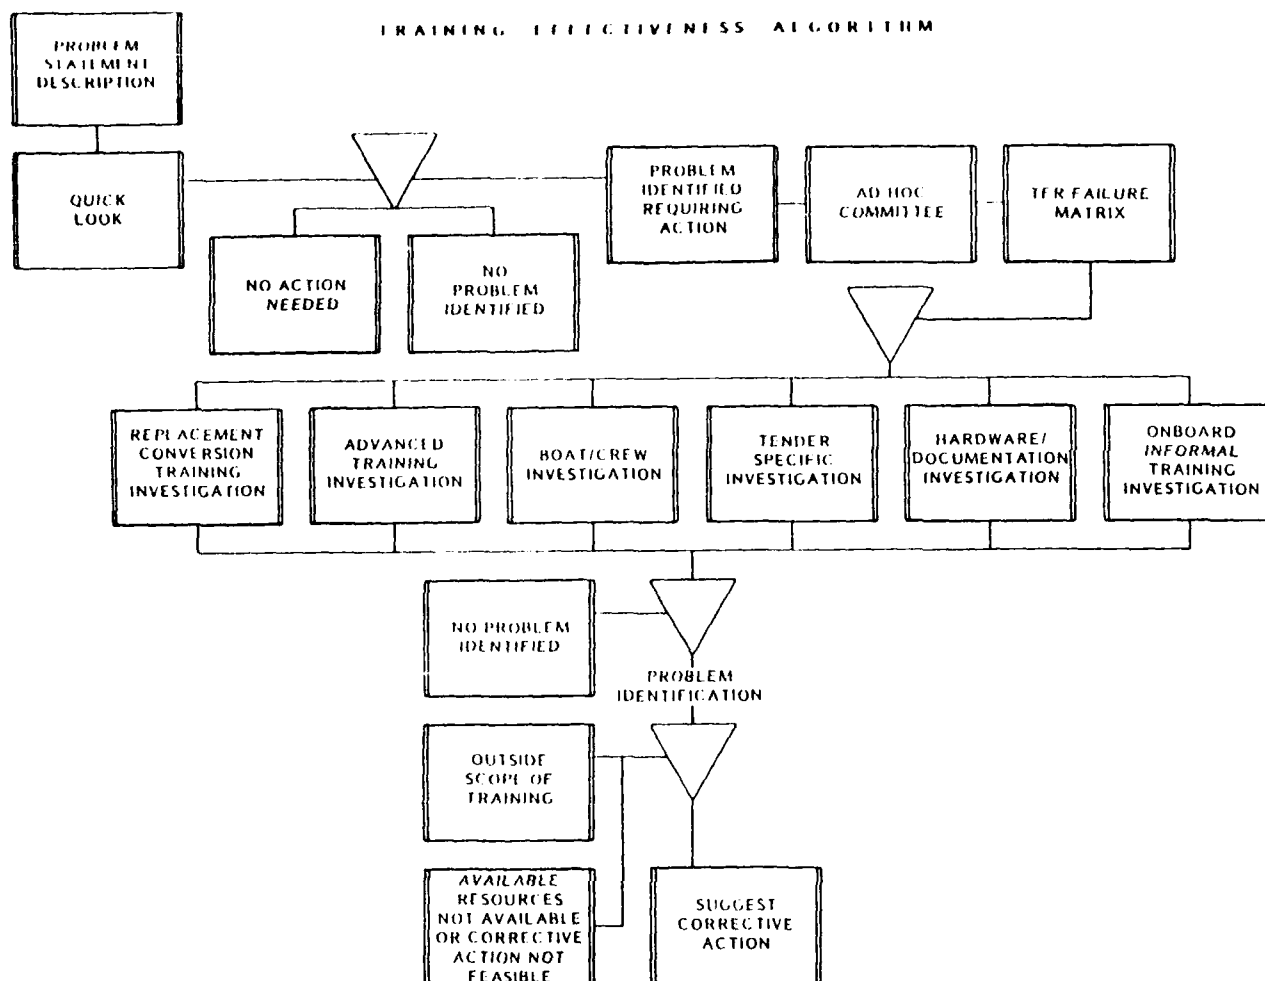 TRAINING EFFECTIVENESS ALGORITHM
PROBLEM
STATEMENT
DESCRIPTION
QUICK
LOOK
NO ACTION
NEEDED
NO
PROBLEM
IDENTIFIED
PROBLEM
IDENTIFIED
REQUIRING
ACTION
AD HOC
COMMITTEE
TFR FAILURE
MATRIX
REPLACEMENT
CONVERSION
TRAINING
INVESTIGATION
ADVANCED
TRAINING
INVESTIGATION
BOAT/CREW
INVESTIGATION
TENDER
SPECIFIC
INVESTIGATION
HARDWARE/
DOCUMENTATION
INVESTIGATION
ONBOARD
INFORMAL
TRAINING
INVESTIGATION
NO PROBLEM
IDENTIFIED
PROBLEM
IDENTIFICATION
OUTSIDE
SCOPE OF
TRAINING
AVAILABLE
RESOURCES
NOT AVAILABLE
OR CORRECTIVE
ACTION NOT
FEASIBLE
SUGGEST
CORRECTIVE
ACTION